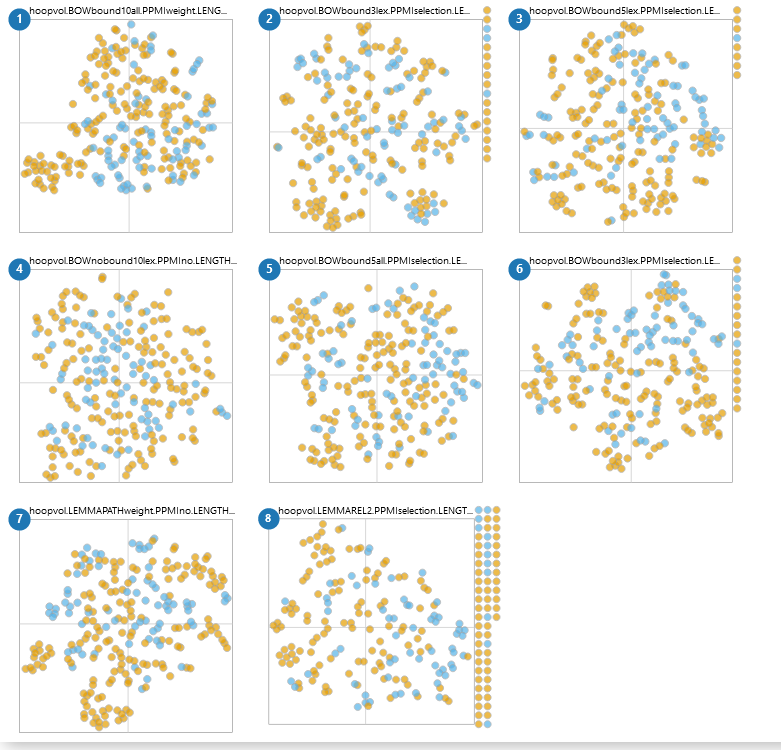 1 hoopvol.BOWbound10all.PPMIweight.LENG...
2 hoopvol.BOWbound3lex.PPMIselection.LE...
3 hoopvol.BOWbound5lex.PPMIselection.LE...
4 hoopvol.BOWnobound10lex.PPMIno.LENGTH...
5 hoopvol.BOWbound5all.PPMIselection.LE...
6 hoopvol.BOWbound3lex.PPMIselection.LE...
7 hoopvol.LEMMAPATHweight.PPMIno.LENGTH...
8 hoopvol.LEMMAREL2.PPMIselection.LENGT...